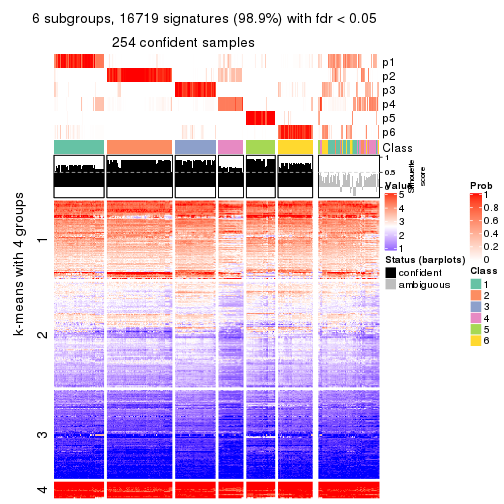 6 subgroups, 16719 signatures (98.9%) with fdr < 0.05
254 confident samples
p1
p2
p3
p4
p5
p6
Class
1
0.5
0
Silhouette
score
k-means with 4 groups
1
2
3
4
Value
5
4
3
2
1
Status (barplots)
confident
ambiguous
Prob
1
0.8
0.6
0.4
0.2
0
Class
1
2
3
4
5
6